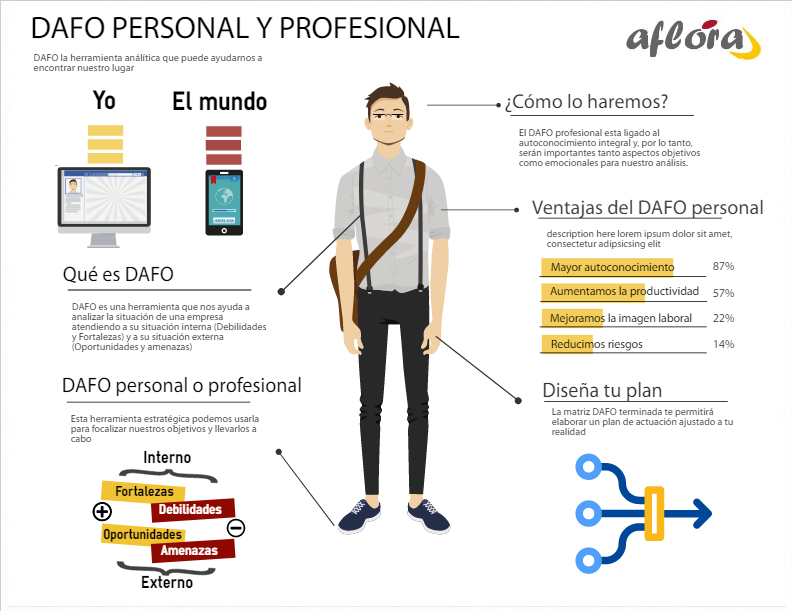 DAFO PERSONAL Y PROFESIONAL
aflora
DAFO la herramienta análítica que puede ayudarnos a
encontrar nuestro lugar
Yo
El mundo
¿Cómo lo haremos?
El DAFO profesional esta ligado al
autoconocimiento integral y, por lo tanto,
serán importantes tanto aspectos objetivos
como emocionales para nuestro análisis.
Ventajas del DAFO personal
description here lorem ipsum dolor sit amet,
consectetur adipsicsing elit
Mayor autoconocimiento 87%
Aumentamos la productividad 57%
Mejoramos la imagen laboral 22%
Reducimos riesgos 14%
Qué es DAFO
DAFO es una herramienta que nos ayuda a
analizar la situación de una empresa
atendiendo a su situación interna (Debilidades
y Fortalezas) y a su situación externa
(Oportunidades y amenazas)
DAFO personal o profesional
Esta herramienta estratégica podemos usarla
para focalizar nuestros objetivos y llevarlos a
cabo
Interno
Fortalezas
Debilidades
Oportunidades
Amenazas
Externo
Diseña tu plan
La matriz DAFO terminada te permitirá
elaborar un plan de actuación ajustado a tu
realidad